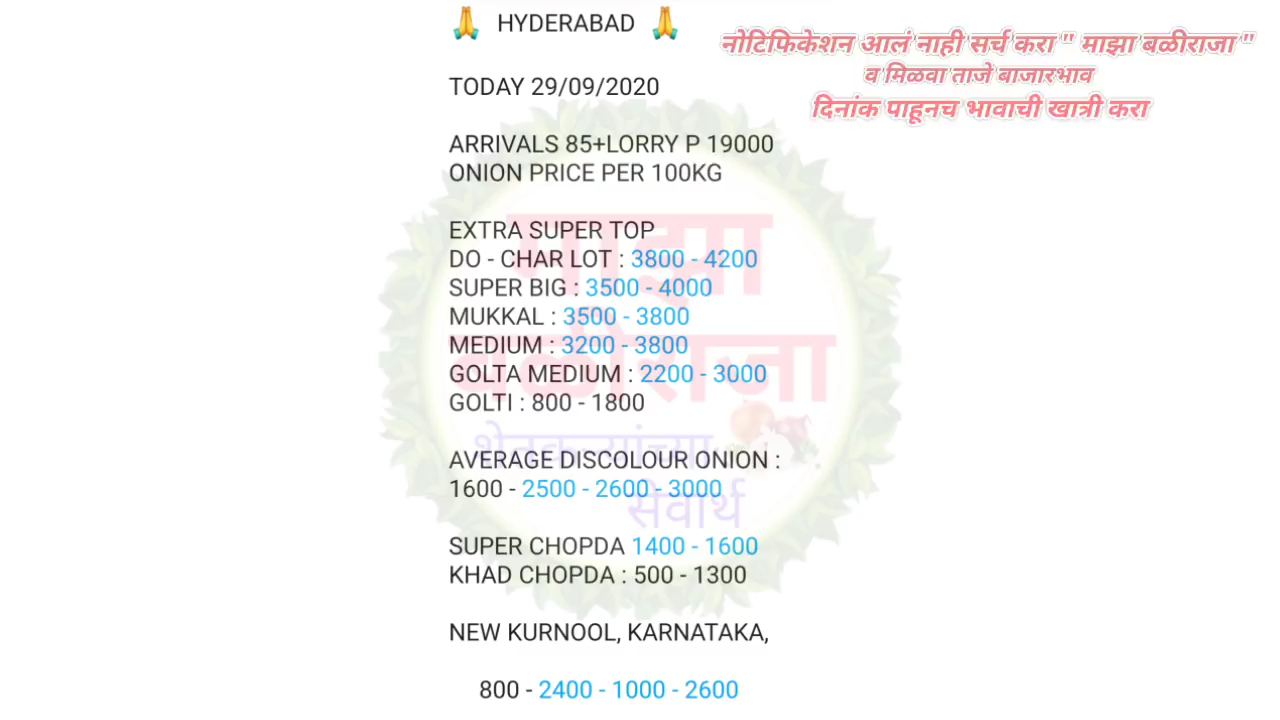 🙏 HYDERABAD 🙏
नोटिफिकेशन आलं नाही सर्च करा " माझा बळीराजा "
व मिळवा ताजे बाजारभाव
दिनांक पाहूनच भावाची खात्री करा
TODAY 29/09/2020
ARRIVALS 85+LORRY P 19000
ONION PRICE PER 100KG
EXTRA SUPER TOP
DO - CHAR LOT : 3800 - 4200
SUPER BIG : 3500 - 4000
MUKKAL : 3500 - 3800
MEDIUM : 3200 - 3800
GOLTA MEDIUM : 2200 - 3000
GOLTI : 800 - 1800
AVERAGE DISCOLOUR ONION :
1600 - 2500 - 2600 - 3000
SUPER CHOPDA 1400 - 1600
KHAD CHOPDA : 500 - 1300
NEW KURNOOL, KARNATAKA,
800 - 2400 - 1000 - 2600
माझा
बळीराजा
शेतकऱ्यांच्या
सेवार्थ